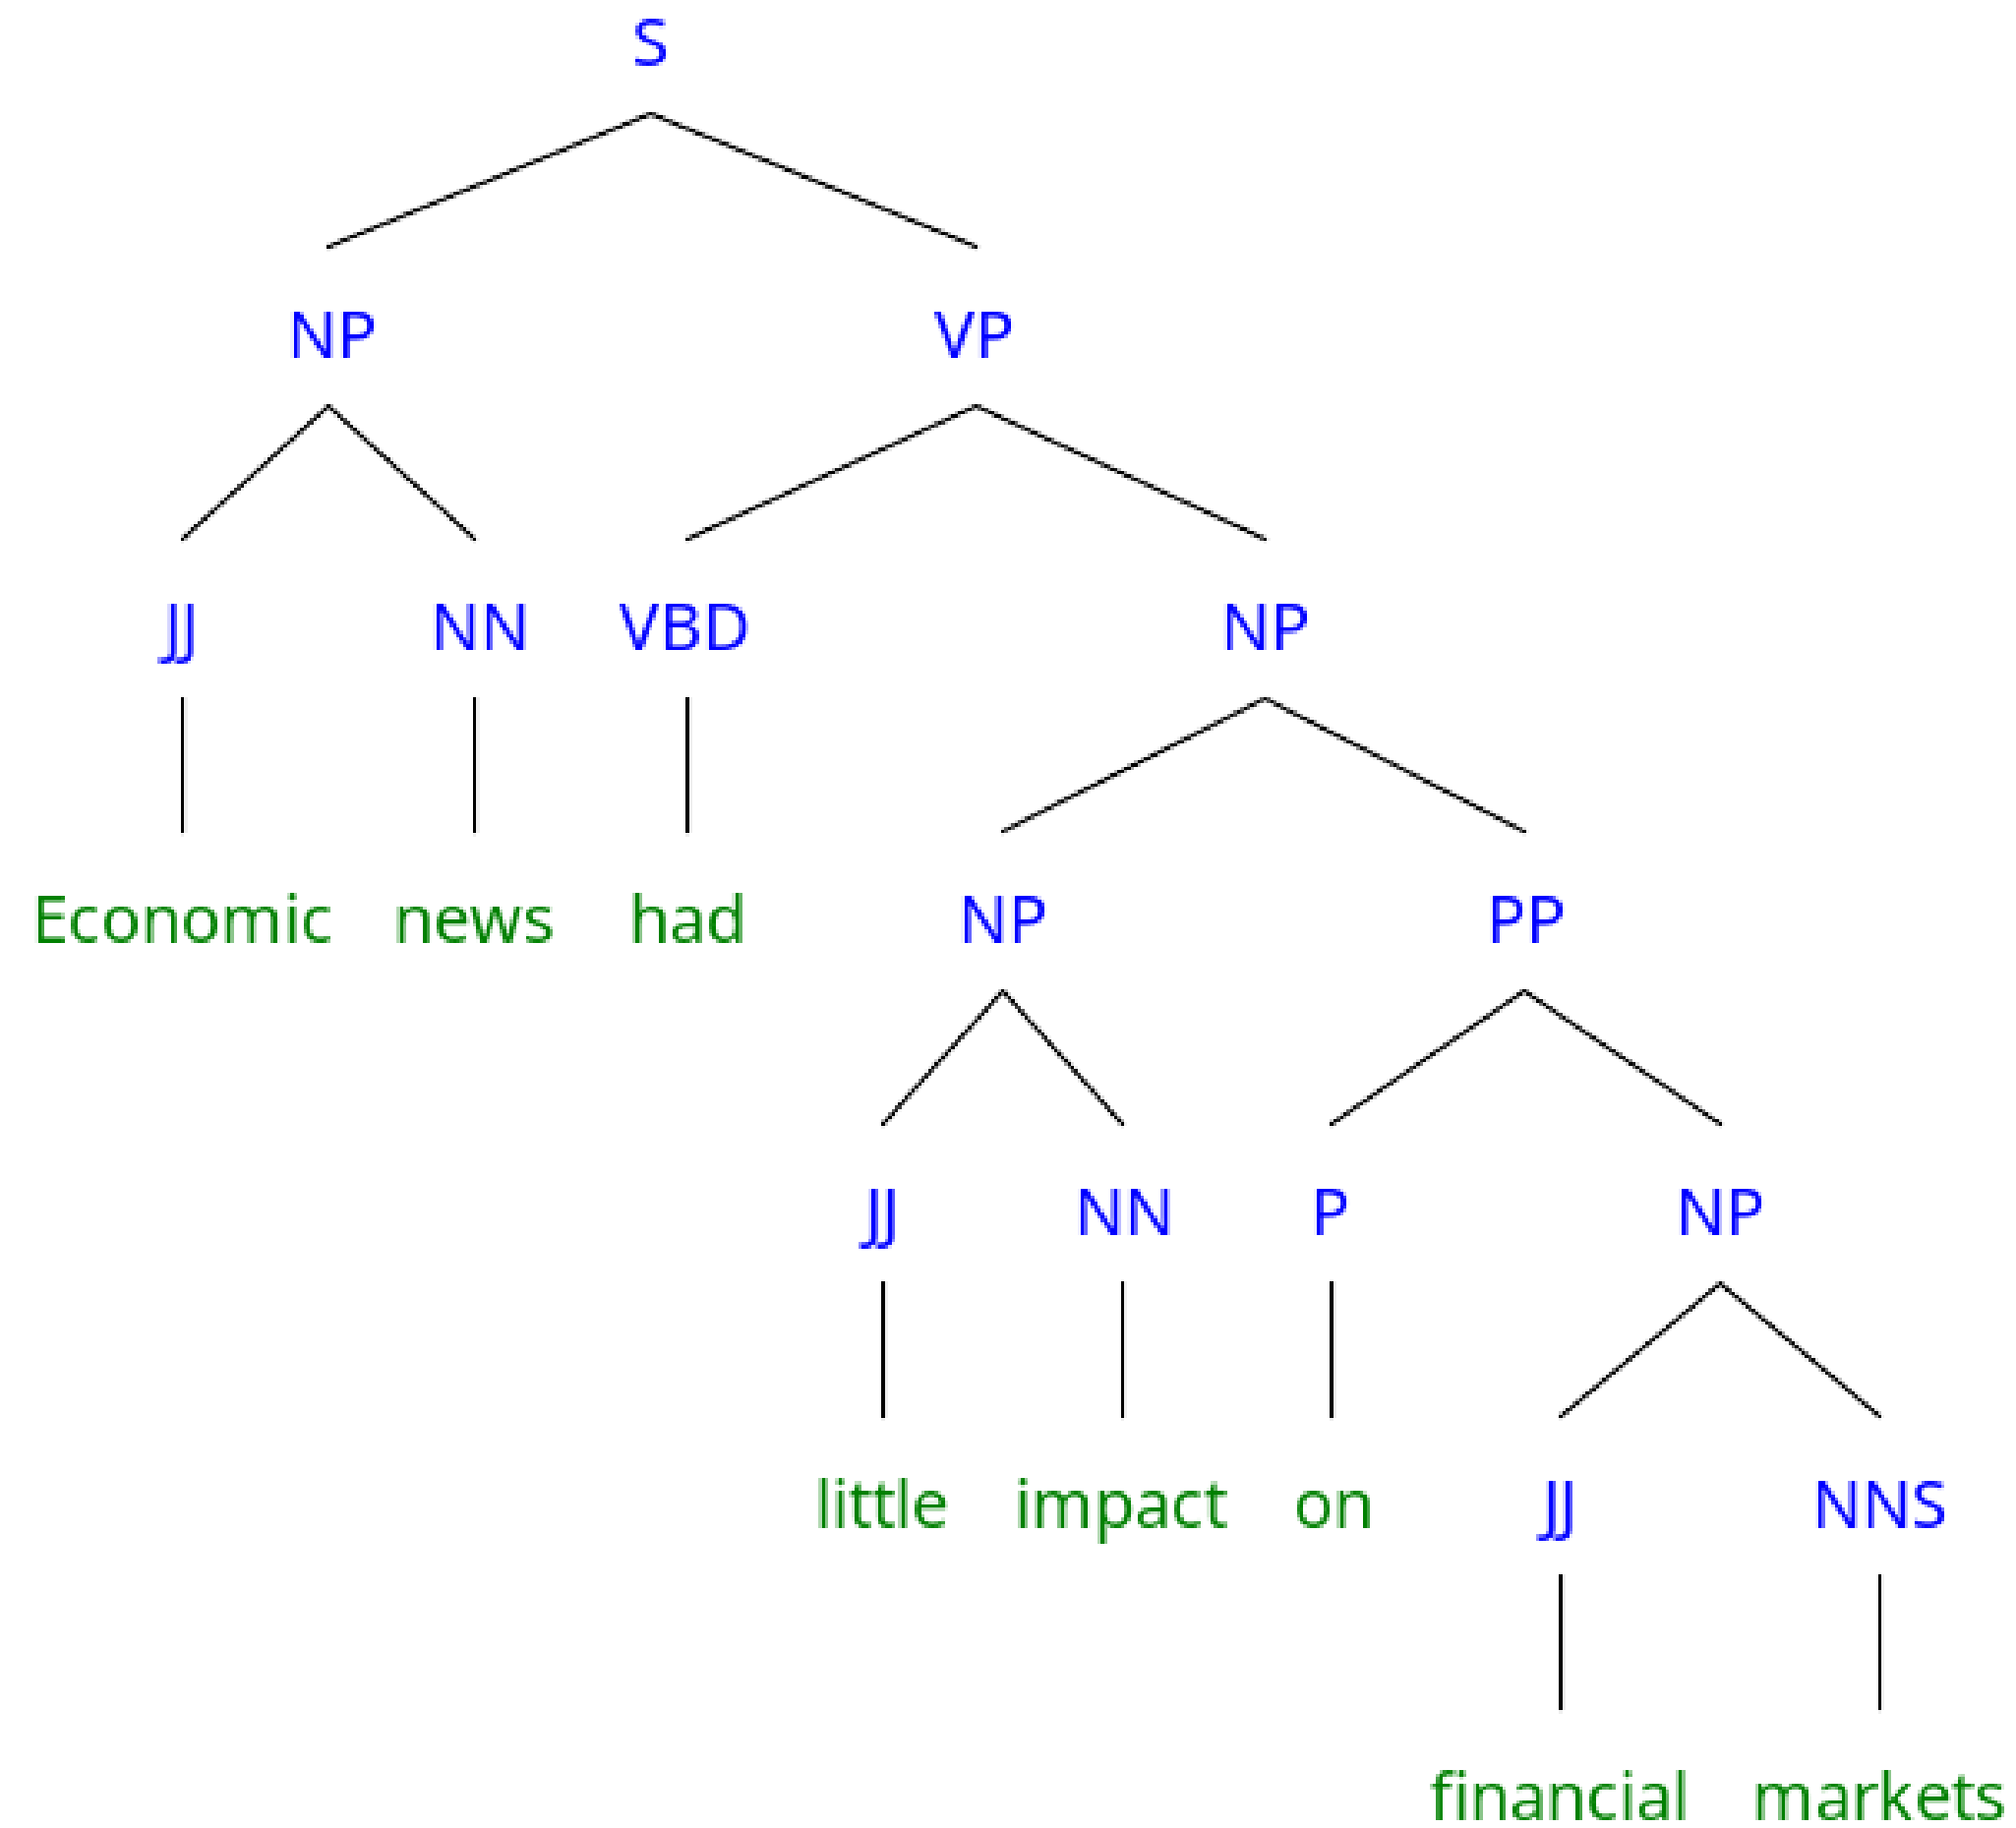 S
NP VP
JJ NN VBD NP
Economic news had NP PP
JJ NN P NP
little impact on JJ NNS
financial markets